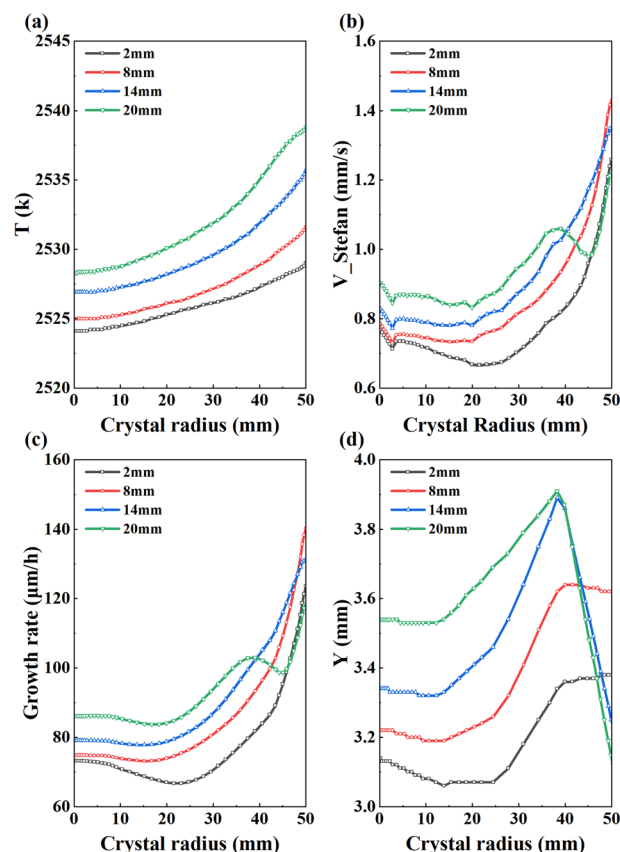 (a)
2545
2540
2535
2530
2525
2520
T (k)
2mm
8mm
14mm
20mm
0 10 20 30 40 50
Crystal radius (mm)
(b)
1.6
1.4
1.2
1.0
0.8
0.6
V_Stefan (mm/s)
2mm
8mm
14mm
20mm
0 10 20 30 40 50
Crystal Radius (mm)
(c)
160
140
120
100
80
60
Growth rate (μm/h)
2mm
8mm
14mm
20mm
0 10 20 30 40 50
Crystal radius (mm)
(d)
4.0
3.8
3.6
3.4
3.2
3.0
Y (mm)
2mm
8mm
14mm
20mm
0 10 20 30 40 50
Crystal radius (mm)